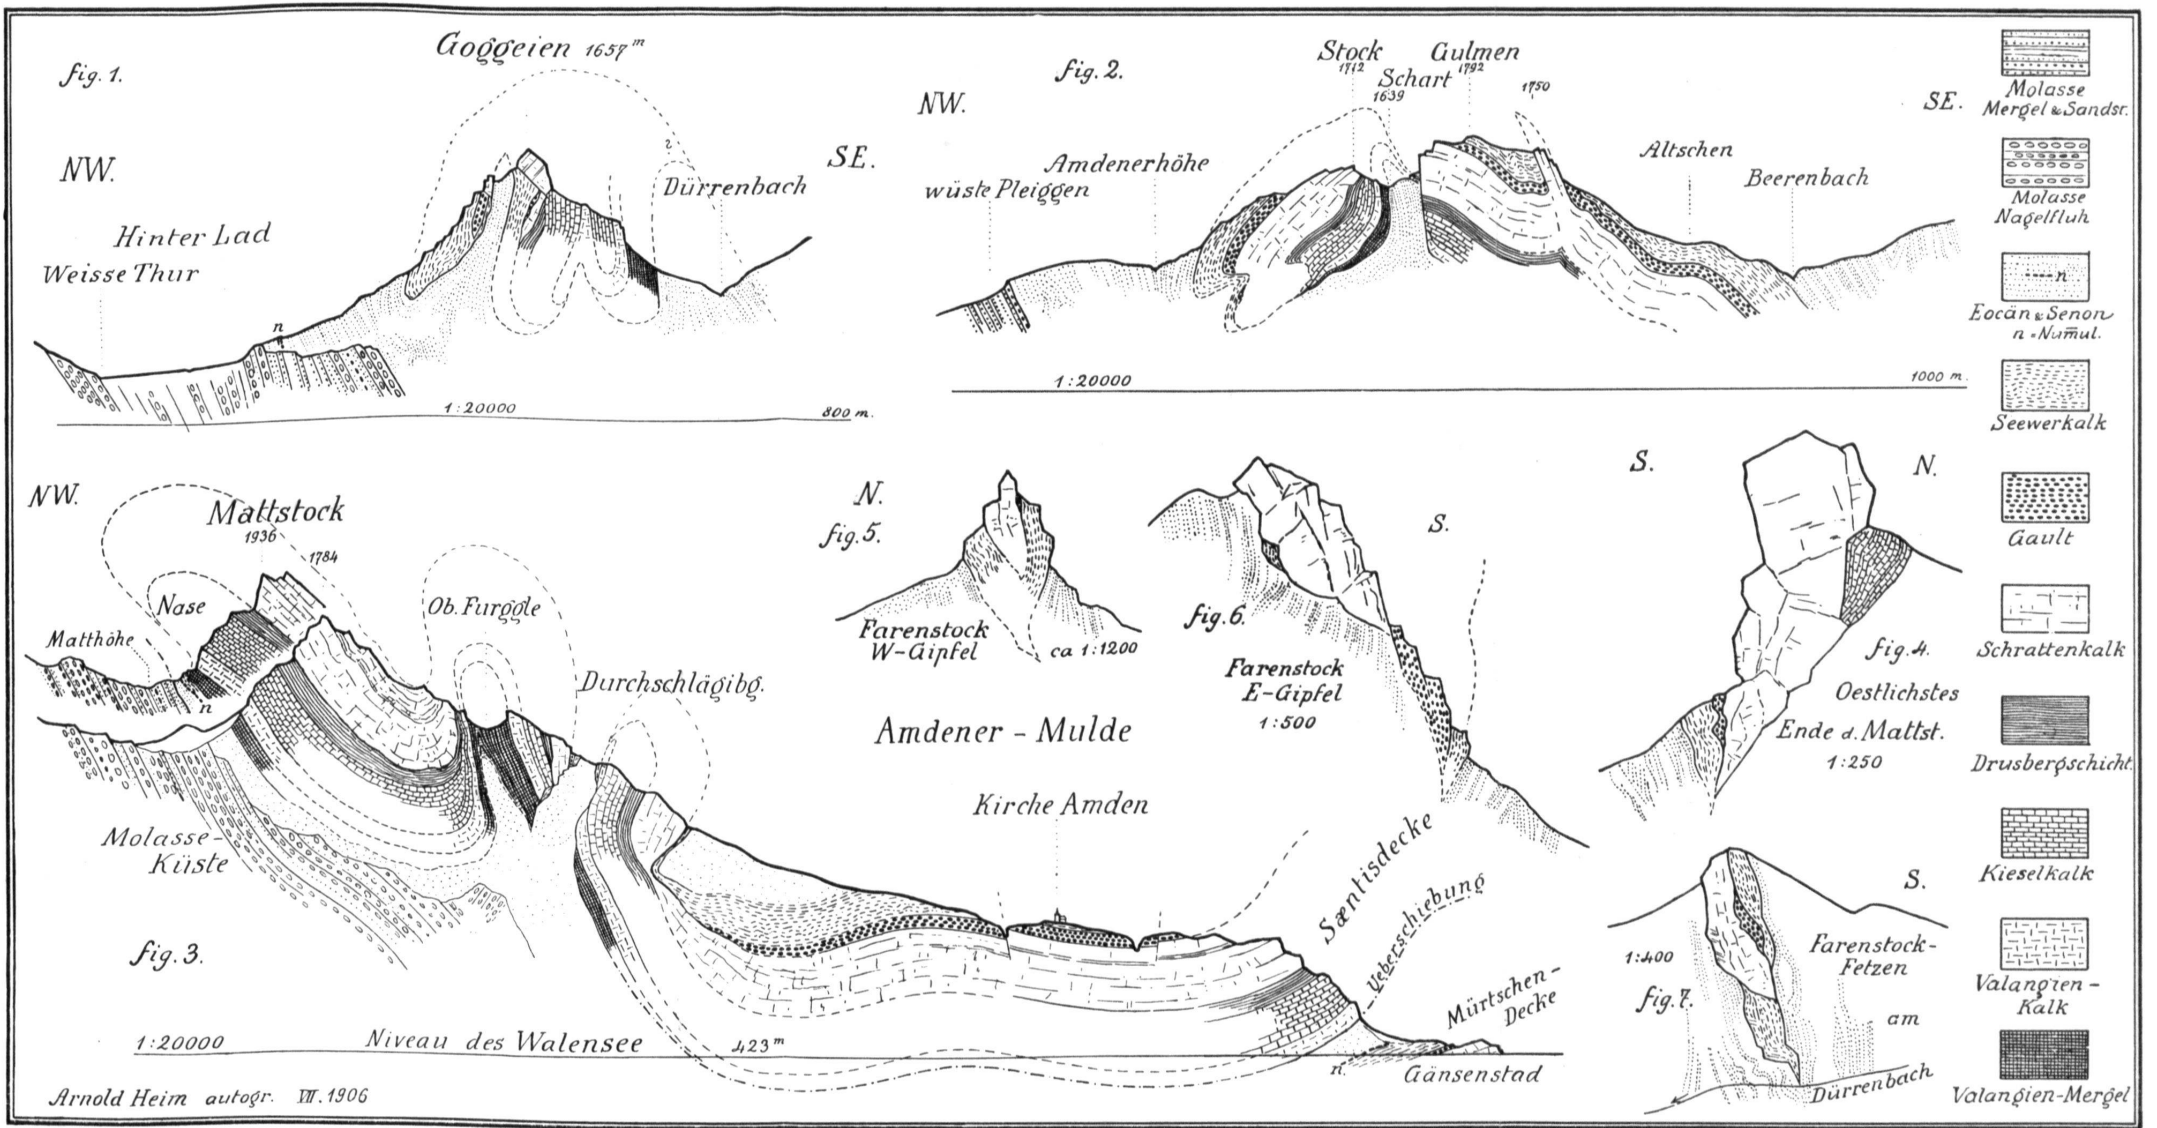 fig. 1.
Goggeien 1657 m
NW.
SE.
Dürrenbach
?
Hinter Lad
Weisse Thur
n
1:20000
800 m.
fig. 2.
NW.
SE.
Stock
1712
Schart
1639
Gulmen
1792
1750
Amdenerhöhe
wüste Pleiggen
Altschen
Beerenbach
1:20000
1000 m.
NW.
Mattstock
1936
1784
Nase
Matthöhe
Ob. Furggle
n
Durchschlägibg.
Molasse-
Küste
fig. 3.
Amdener - Mulde
Kirche Amden
Sæntisdecke
Ueberschiebung
Mürtschen-
Decke
1:20000
Niveau des Walensee
423 m
n.
Gänsenstad
Arnold Heim autogr. VII. 1906
N.
fig. 5.
Farenstock
W-Gipfel
ca 1:1200
S.
fig. 6.
Farenstock
E-Gipfel
1:500
S.
N.
fig. 4.
Oestlichstes
Ende d. Mattst.
1:250
S.
1:400
Farenstock-
Fetzen
fig. 7.
am
Dürrenbach
Molasse
Mergel & Sandst.
Molasse
Nagelfluh
n
Eocän & Senon
n = Num̅ul.
Seewerkalk
Gault
Schrattenkalk
Drusbergschicht.
Kieselkalk
Valangien-
Kalk
Valangien-Mergel